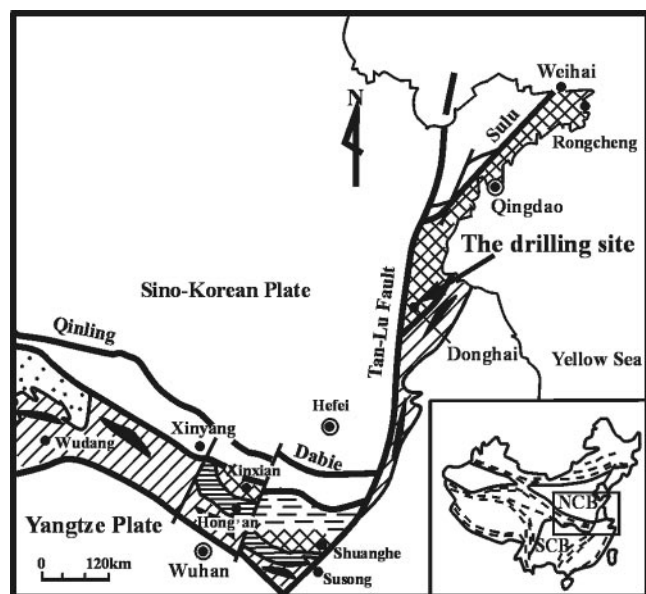 Weihai
N
Sulu
Rongcheng
Qingdao
The drilling site
Sino-Korean Plate
Tan-Lu Fault
Qinling
Donghai
Yellow Sea
Hefei
Xinyang
Wudang
Dabie
Xinxian
NCB
Yangtze Plate
Hong'an
SCB
Shuanghe
Wuhan
Susong
0 120km